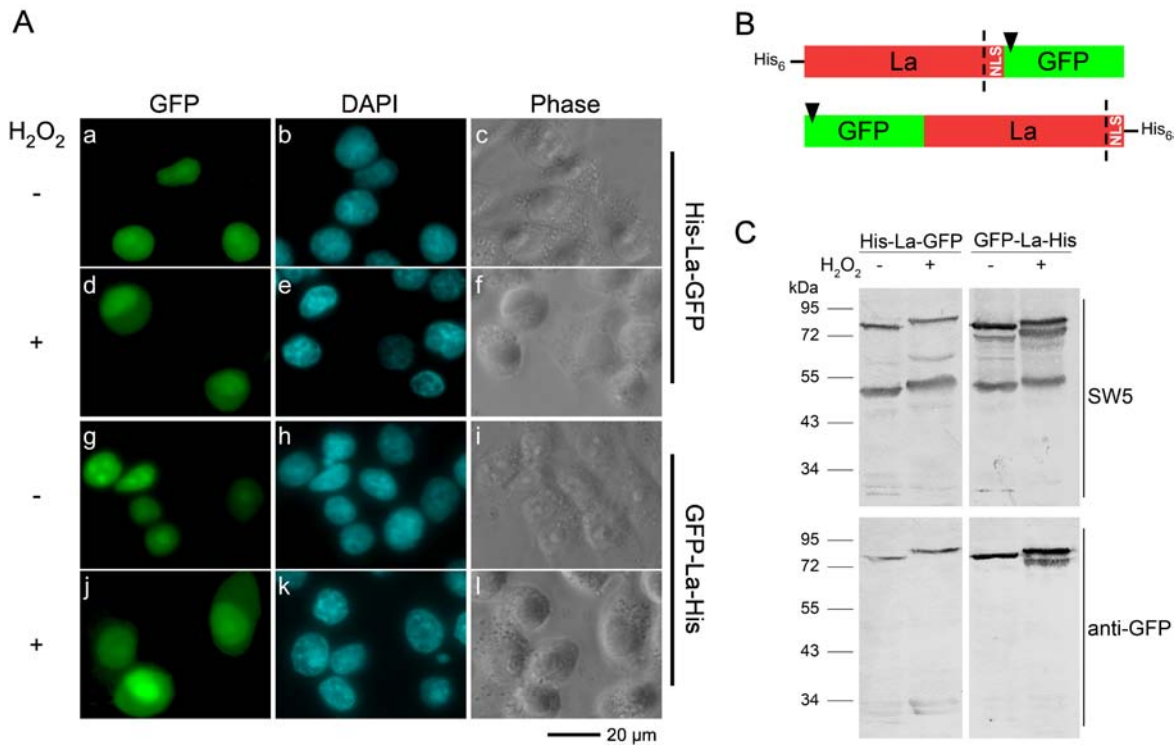 A
GFP DAPI Phase
H₂O₂
a b c
-
d e f
+
His-La-GFP
g h i
-
j k l
+
GFP-La-His
20 µm
B
His₆ La NLS GFP
GFP La NLS His₆
C
His-La-GFP GFP-La-His
H₂O₂ - + - +
kDa
95
72
55
43
34
SW5
95
72
55
43
34
anti-GFP